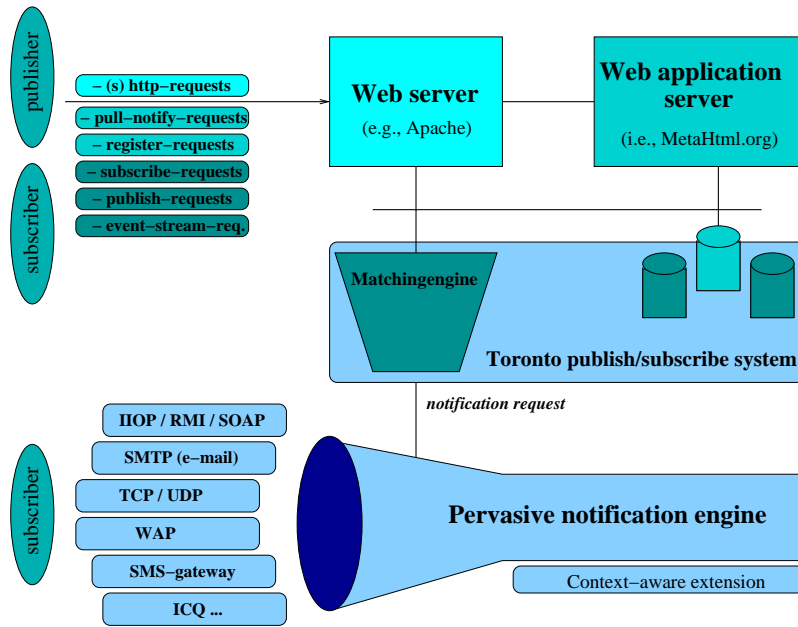 publisher
– (s) http–requests
– pull–notify–requests
– register–requests
– subscribe–requests
– publish–requests
– event–stream–req.
subscriber
Web server
(e.g., Apache)
Web application
server
(i.e., MetaHtml.org)
Matchingengine
Toronto publish/subscribe system
notification request
subscriber
IIOP / RMI / SOAP
SMTP (e–mail)
TCP / UDP
WAP
SMS–gateway
ICQ ...
Pervasive notification engine
Context–aware extension